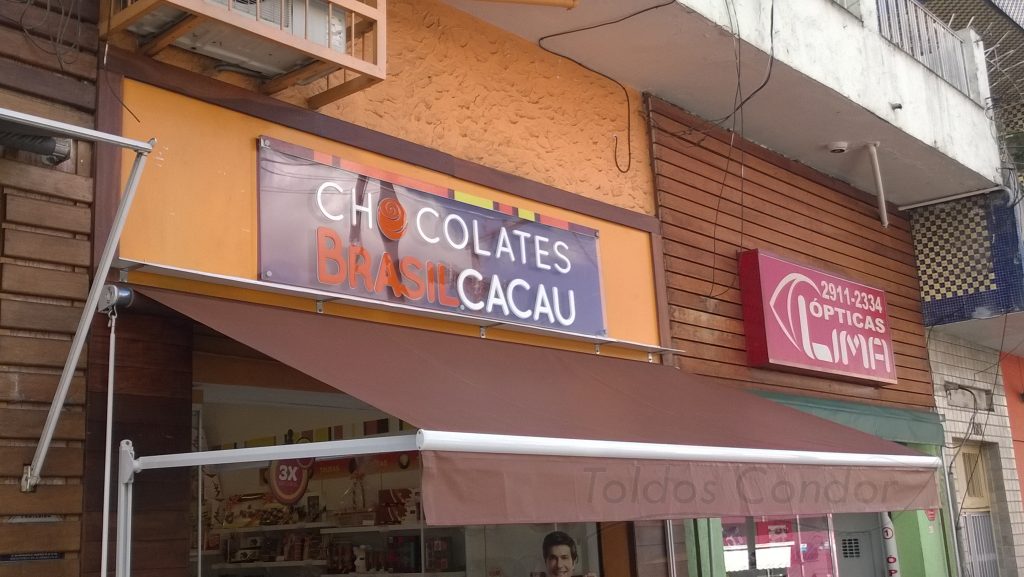 CHOCOLATES
BRASIL CACAU
2911-2334
ÓPTICAS
LIMA
3X
Toldos Condor